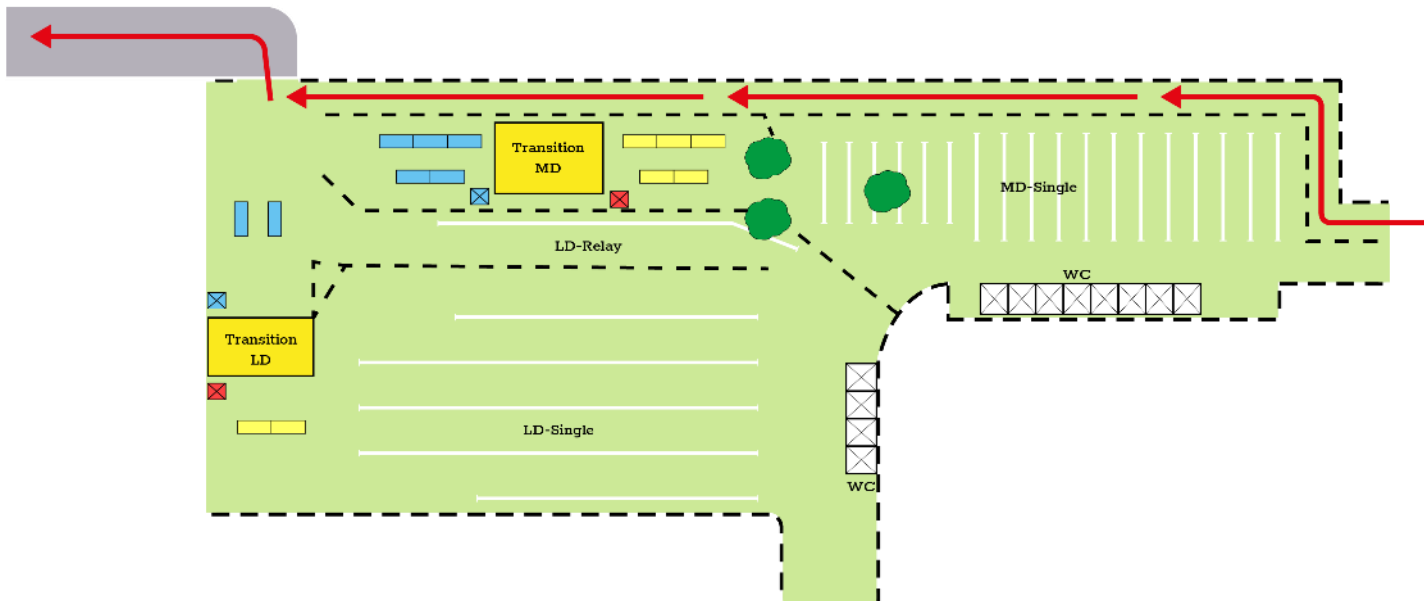 Transition
MD
MD-Single
LD-Relay
WC
Transition
LD
LD-Single
WC